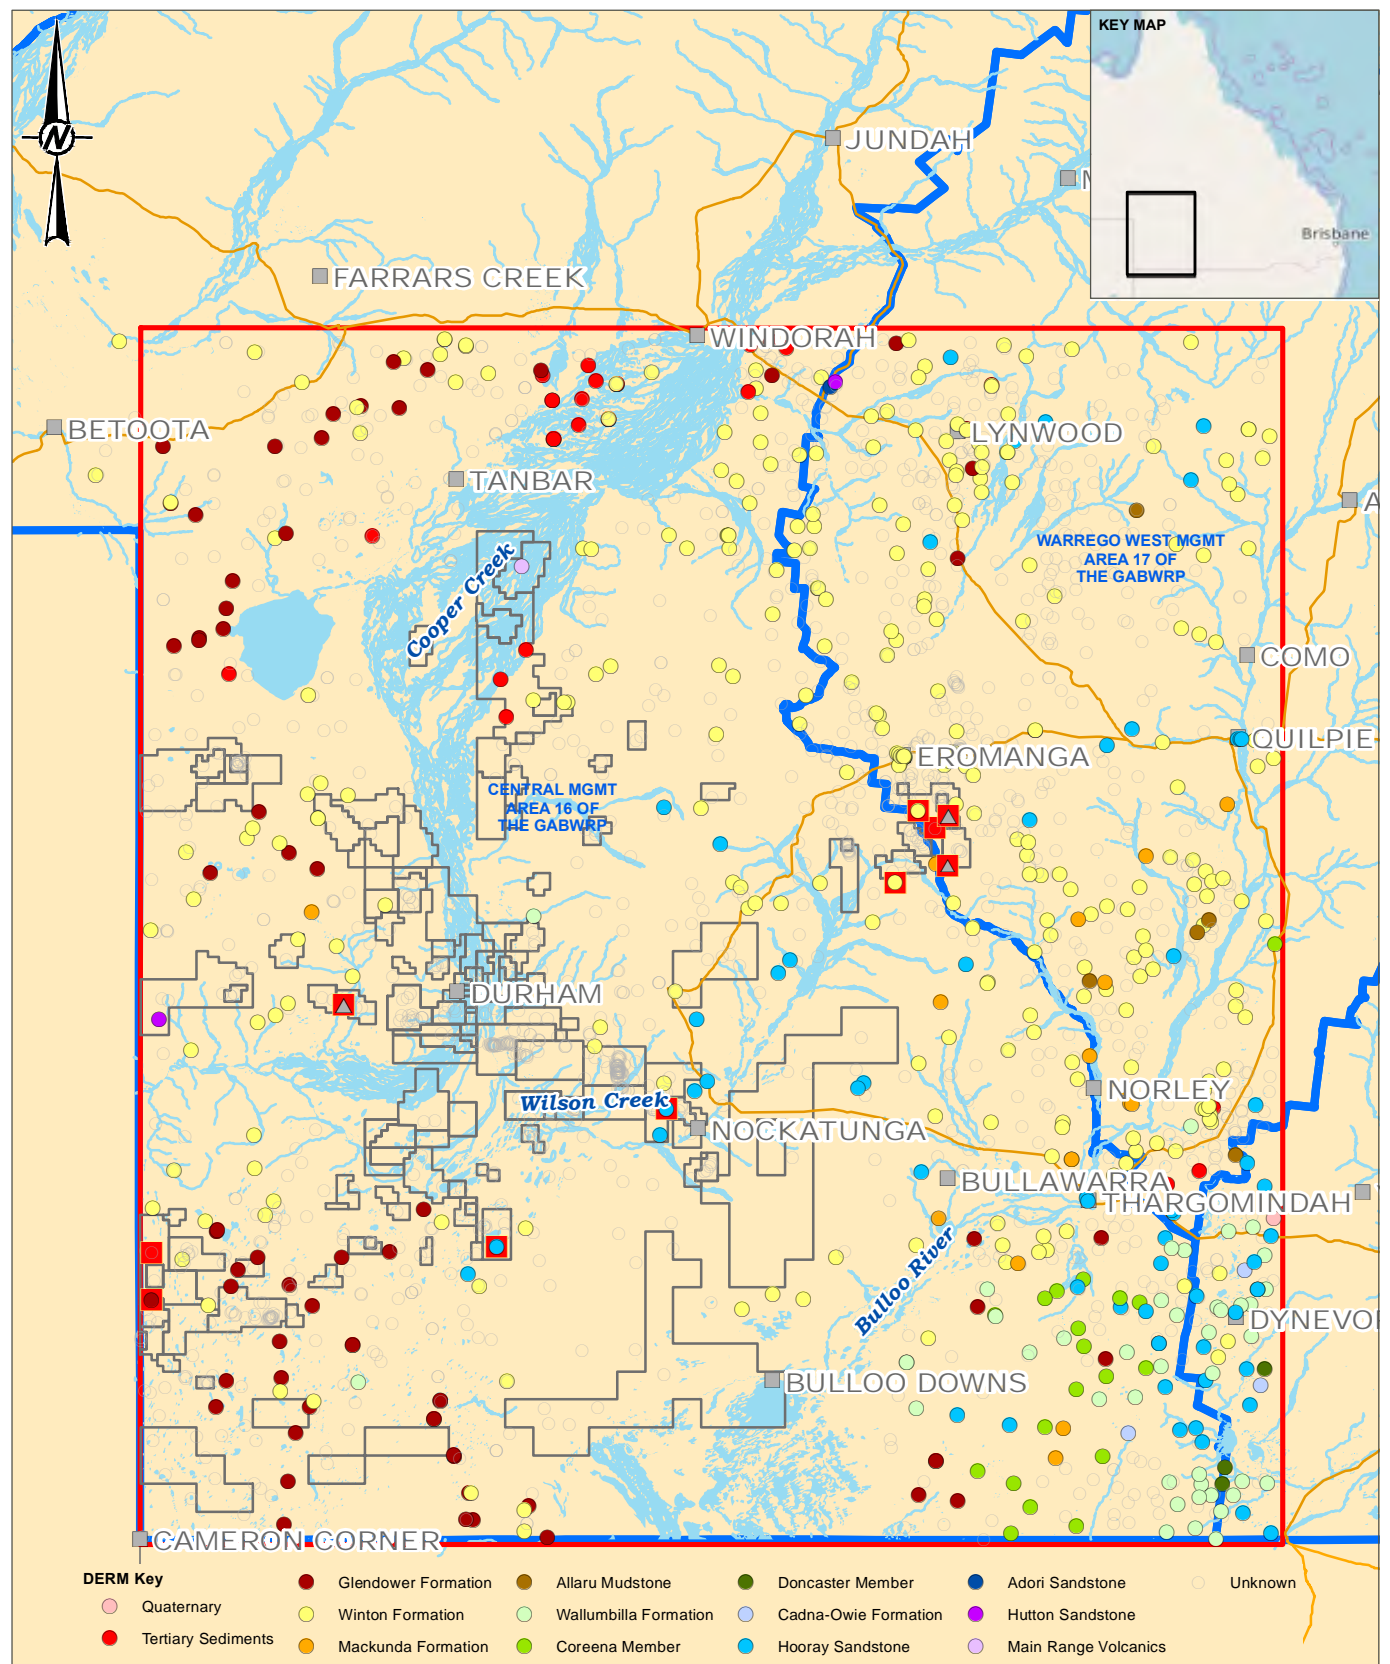 KEY MAP
Brisbane
N
JUNDAH
M
FARRARS CREEK
WINDORAH
BETOOTA
LYNWOOD
TANBAR
A
WARREGO WEST MGMT
AREA 17 OF
THE GABWRP
Cooper Creek
COMO
QUILPIE
EROMANGA
CENTRAL MGMT
AREA 16 OF
THE GABWRP
DURHAM
NORLEY
Wilson Creek
NOCKATUNGA
BULLAWARRA
THARGOMINDAH
Bulloo River
DYNEVO
BULLOO DOWNS
CAMERON CORNER
DERM Key
Quaternary
Tertiary Sediments
Glendower Formation
Winton Formation
Mackunda Formation
Allaru Mudstone
Wallumbilla Formation
Coreena Member
Doncaster Member
Cadna-Owie Formation
Hooray Sandstone
Adori Sandstone
Hutton Sandstone
Main Range Volcanics
Unknown